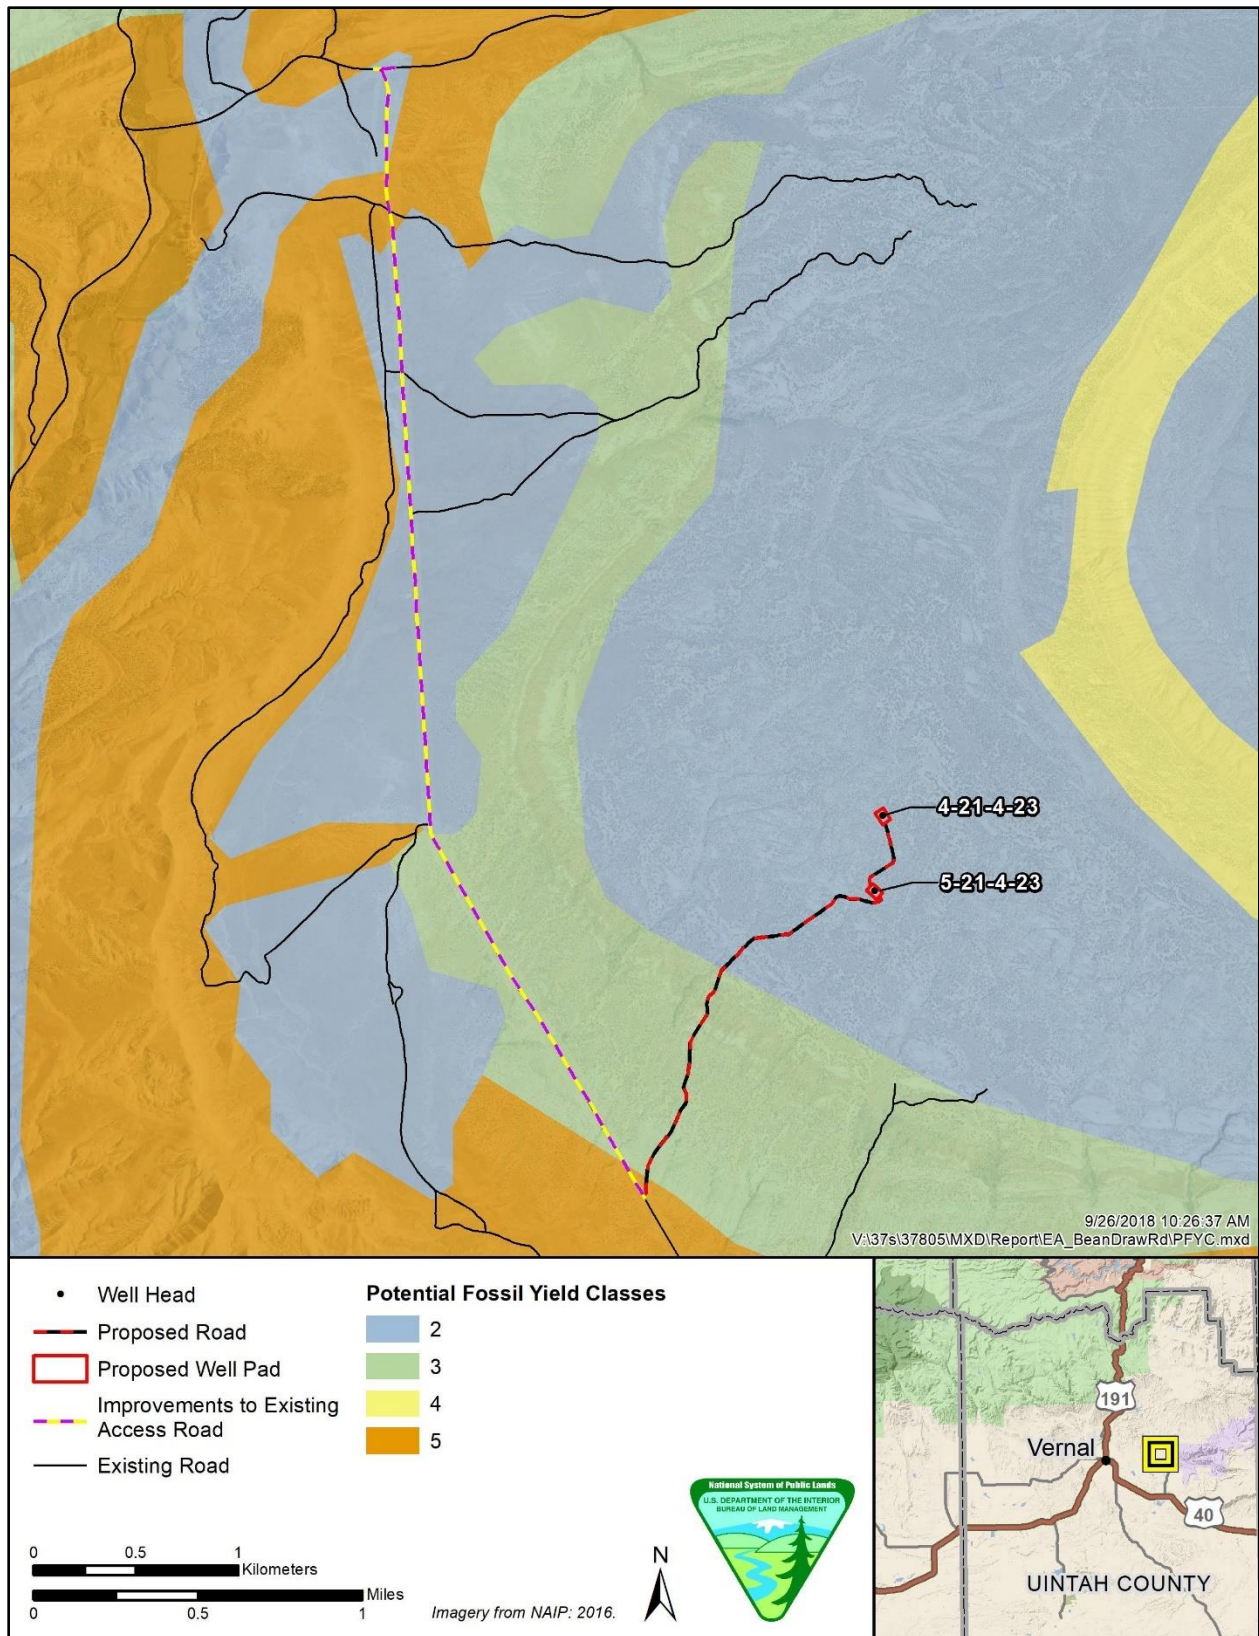 4-21-4-23
5-21-4-23
9/26/2018 10:26:37 AM
V:\37s\37805\MXD\Report\EA_BeanDrawRd\PFYC.mxd
Well Head
Proposed Road
Proposed Well Pad
Improvements to Existing
Access Road
Existing Road
Potential Fossil Yield Classes
2
3
4
5
0 0.5 1
Kilometers
Miles
0 0.5 1
Imagery from NAIP: 2016.
N
National System of Public Lands
U.S. DEPARTMENT OF THE INTERIOR
BUREAU OF LAND MANAGEMENT
191
Vernal
40
UINTAH COUNTY